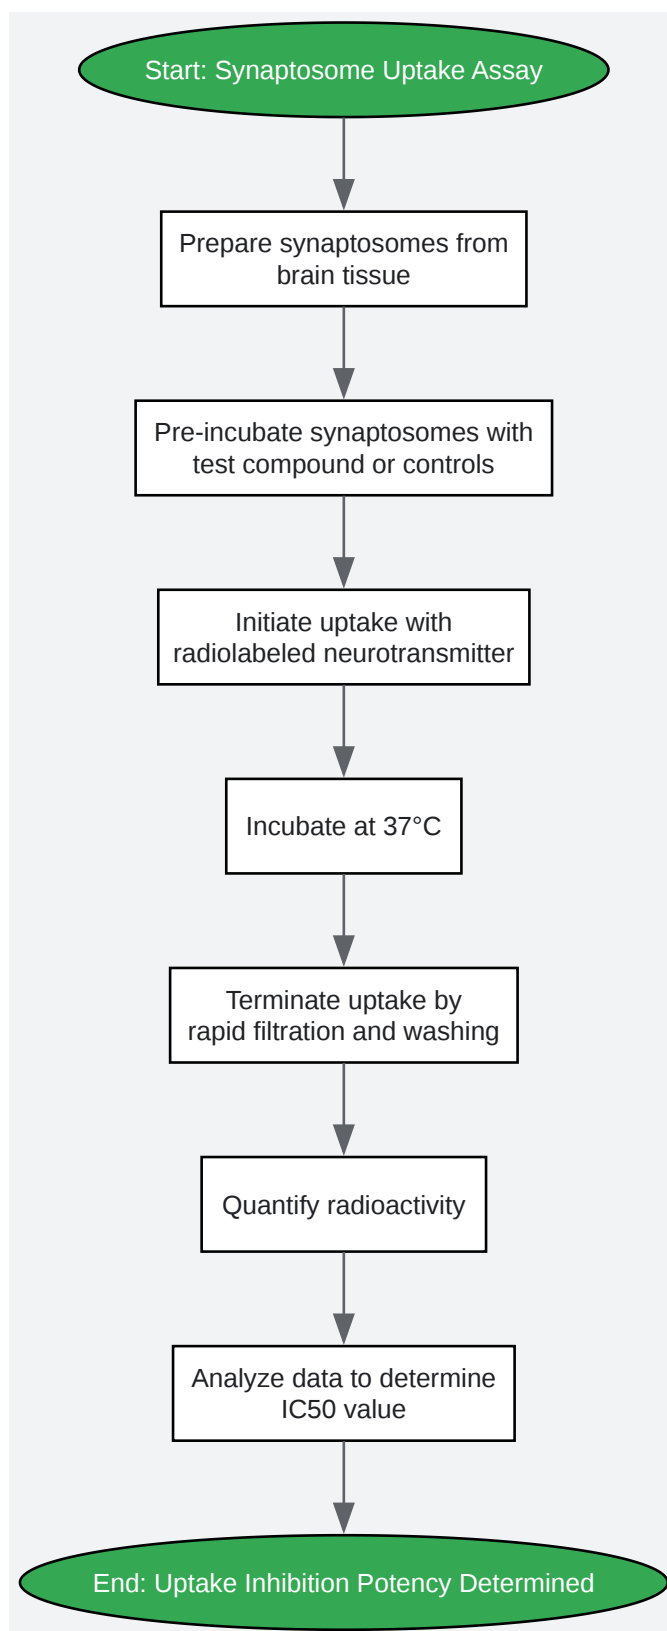 Start: Synaptosome Uptake Assay
Prepare synaptosomes from
brain tissue
Pre-incubate synaptosomes with
test compound or controls
Initiate uptake with
radiolabeled neurotransmitter
Incubate at 37°C
Terminate uptake by
rapid filtration and washing
Quantify radioactivity
Analyze data to determine
IC50 value
End: Uptake Inhibition Potency Determined